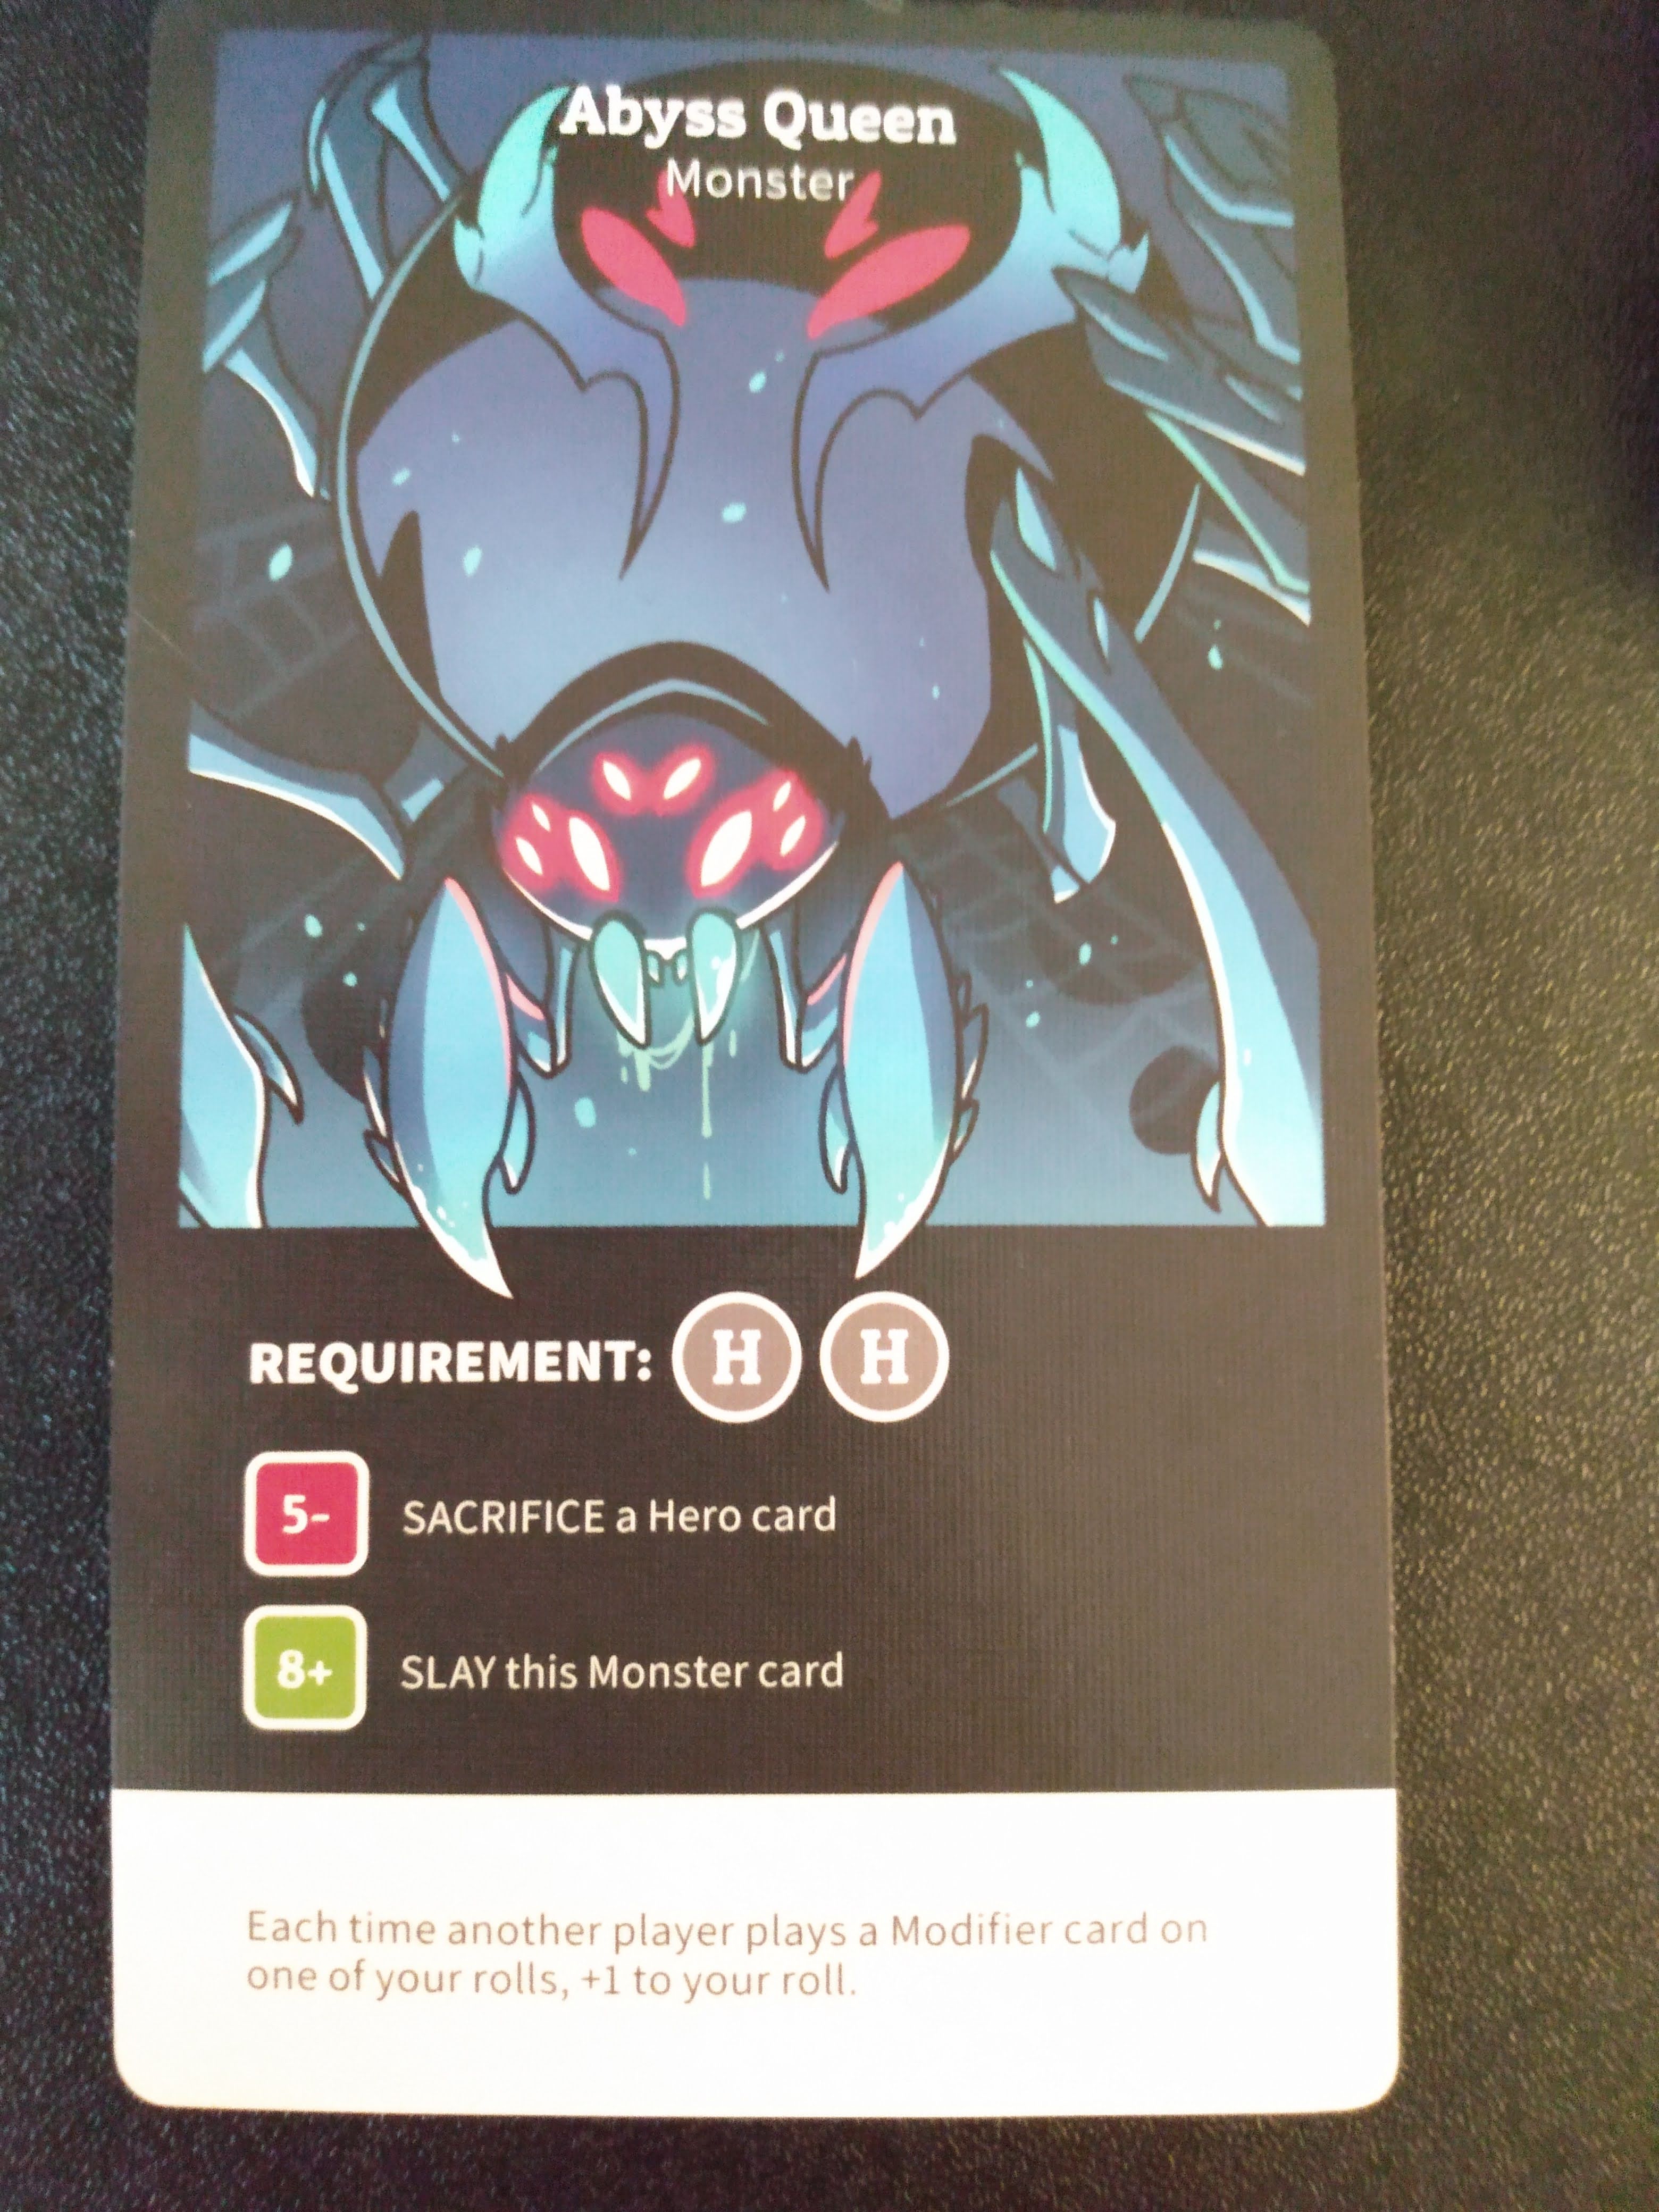 Abyss Queen
Monster
REQUIREMENT: H H
5- SACRIFICE a Hero card
8+ SLAY this Monster card
Each time another player plays a Modifier card on
one of your rolls, +1 to your roll.